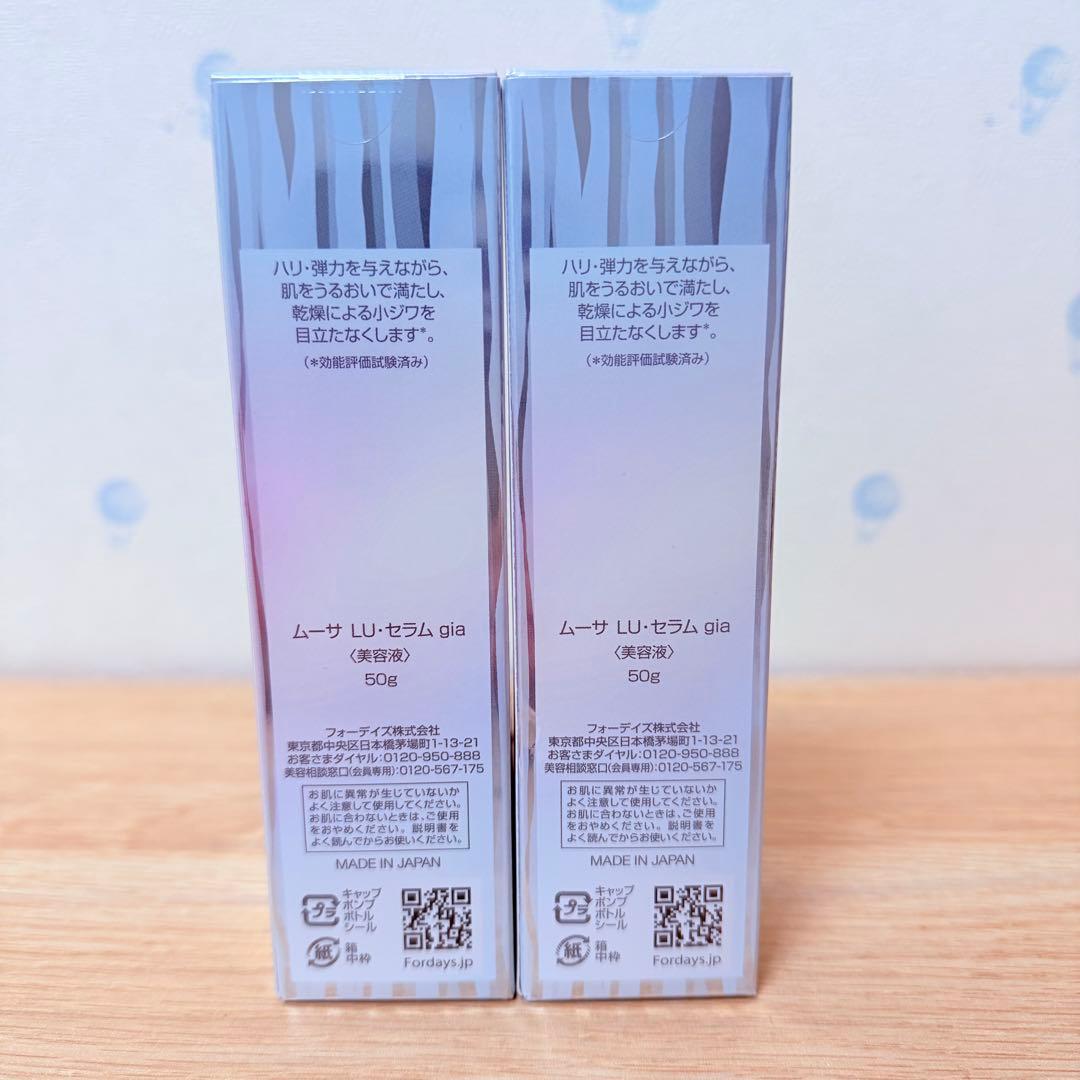 ハリ・弾力を与えながら、
肌をうるおいで満たし、
乾燥による小ジワを
目立たなくします*。
(*効能評価試験済み)
ムーサ LU・セラム gia
〈美容液〉
50g
フォーデイズ株式会社
東京都中央区日本橋茅場町1-13-21
お客さまダイヤル:0120-950-888
美容相談窓口(会員専用):0120-567-175
お肌に異常が生じていないか
よく注意して使用してください。
お肌に合わないときは、ご使用
をおやめください。説明書を
よく読んでからお使いください。
MADE IN JAPAN
プラ
キャップ
ポンプ
ボトル
シール
紙
箱
中枠
Fordays.jp
ハリ・弾力を与えながら、
肌をうるおいで満たし、
乾燥による小ジワを
目立たなくします*。
(*効能評価試験済み)
ムーサ LU・セラム gia
〈美容液〉
50g
フォーデイズ株式会社
東京都中央区日本橋茅場町1-13-21
お客さまダイヤル:0120-950-888
美容相談窓口(会員専用):0120-567-175
お肌に異常が生じていないか
よく注意して使用してください。
お肌に合わないときは、ご使用
をおやめください。説明書を
よく読んでからお使いください。
MADE IN JAPAN
プラ
キャップ
ポンプ
ボトル
シール
紙
箱
中枠
Fordays.jp